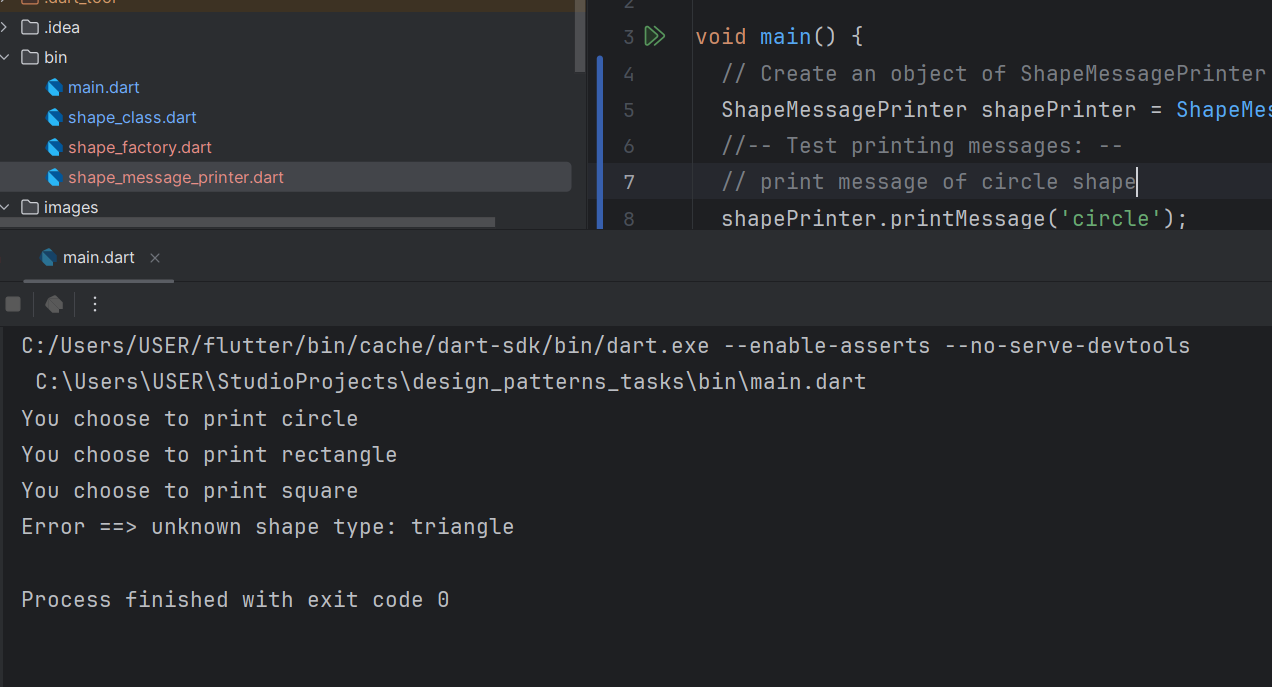 .dart_tool
.idea
bin
main.dart
shape_class.dart
shape_factory.dart
shape_message_printer.dart
images
2
3 void main() {
4 // Create an object of ShapeMessagePrinter
5 ShapeMessagePrinter shapePrinter = ShapeMes
6 //-- Test printing messages: --
7 // print message of circle shape
8 shapePrinter.printMessage('circle');
main.dart
C:/Users/USER/flutter/bin/cache/dart-sdk/bin/dart.exe --enable-asserts --no-serve-devtools
C:\Users\USER\StudioProjects\design_patterns_tasks\bin\main.dart
You choose to print circle
You choose to print rectangle
You choose to print square
Error ==> unknown shape type: triangle
Process finished with exit code 0